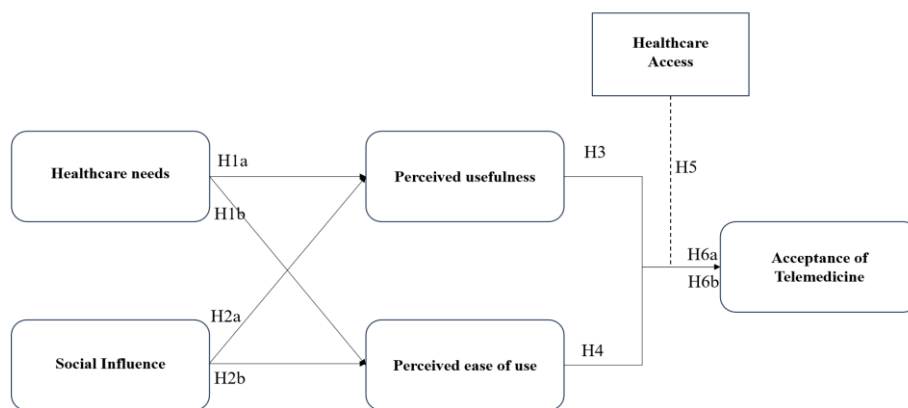 Healthcare
Access
H3
H5
H1a
Healthcare needs
Perceived usefulness
H1b
H6a
H6b
Acceptance of
Telemedicine
H2a
H4
Social Influence
Perceived ease of use
H2b